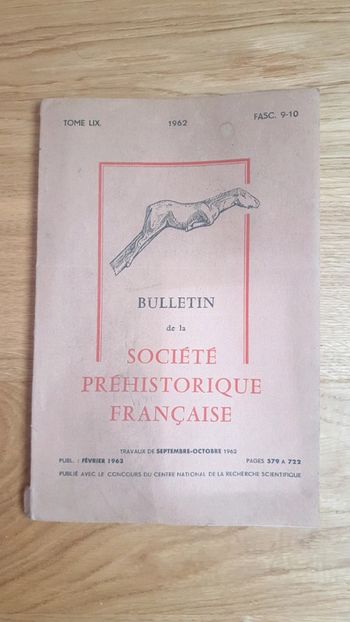 TOME LIX. 1962 FASC. 9-10
BULLETIN
de la
SOCIÉTÉ
PRÉHISTORIQUE
FRANÇAISE
TRAVAUX DE SEPTEMBRE-OCTOBRE 1962
PUBL. : FÉVRIER 1963 PAGES 579 A 722
PUBLIÉ AVEC LE CONCOURS DU CENTRE NATIONAL DE LA RECHERCHE SCIENTIFIQUE